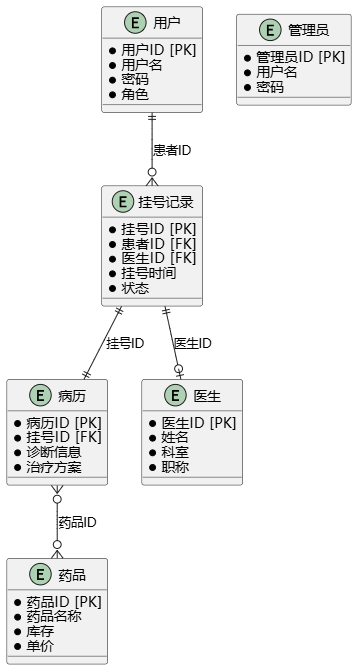 E 用户
用户ID [PK]
用户名
密码
角色
E 管理员
管理员ID [PK]
用户名
密码
患者ID
E 挂号记录
挂号ID [PK]
患者ID [FK]
医生ID [FK]
挂号时间
状态
挂号ID
医生ID
E 病历
病历ID [PK]
挂号ID [FK]
诊断信息
治疗方案
E 医生
医生ID [PK]
姓名
科室
职称
药品ID
E 药品
药品ID [PK]
药品名称
库存
单价